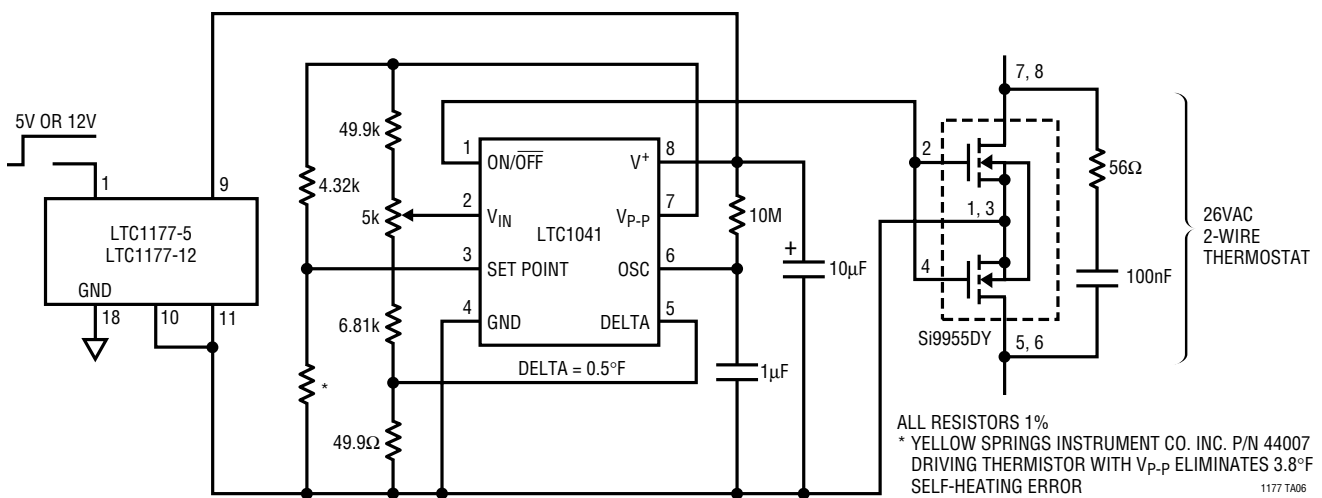 5V OR 12V
1
9
LTC1177-5
LTC1177-12
GND
18
10
11
4.32k
*
49.9k
5k
6.81k
49.9Ω
1
ON/OFF
2
VIN
3
SET POINT
4
GND
LTC1041
8
V+
7
VP-P
6
OSC
5
DELTA
DELTA = 0.5°F
10M
+
10µF
1µF
7, 8
2
1, 3
4
Si9955DY
5, 6
56Ω
100nF
26VAC
2-WIRE
THERMOSTAT
ALL RESISTORS 1%
* YELLOW SPRINGS INSTRUMENT CO. INC. P/N 44007
DRIVING THERMISTOR WITH VP-P ELIMINATES 3.8°F
SELF-HEATING ERROR
1177 TA06